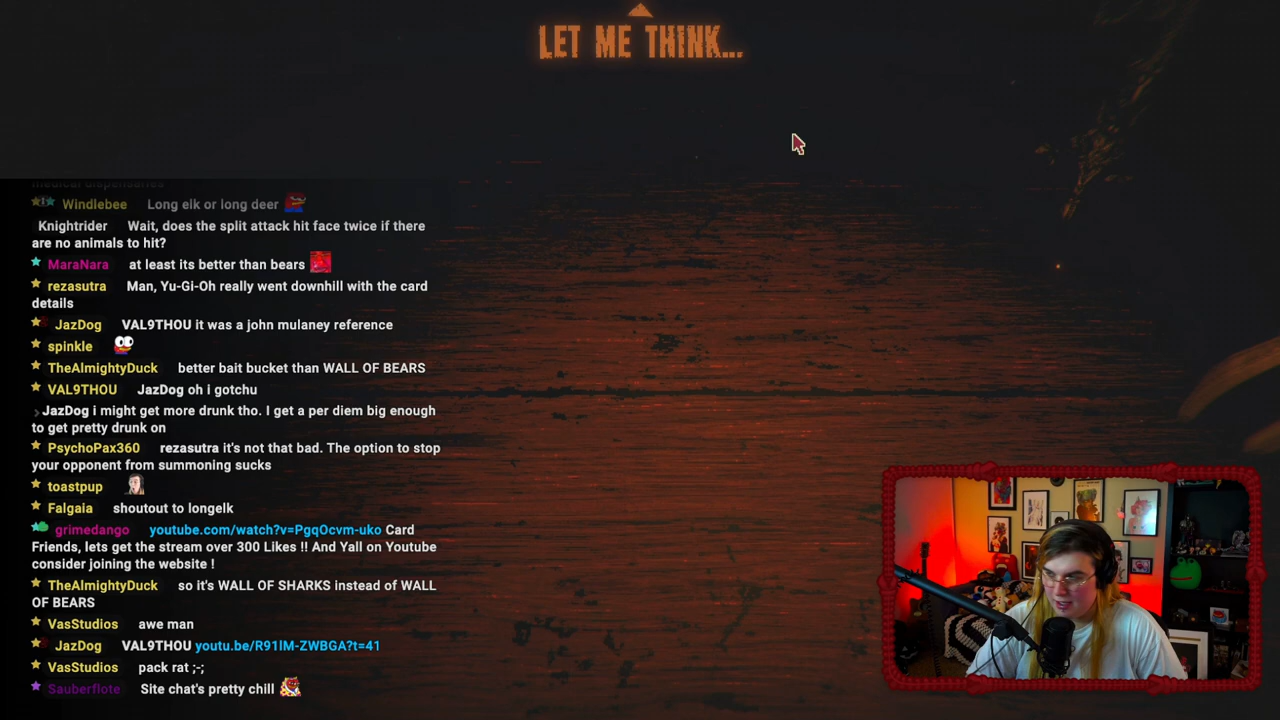 LET ME THINK...
medical dispensaries
Windlebee Long elk or long deer
Knightrider Wait, does the split attack hit face twice if there
are no animals to hit?
MaraNara at least its better than bears
rezasutra Man, Yu-Gi-Oh really went downhill with the card
details
JazDog VAL9THOU it was a john mulaney reference
spinkle
TheAlmightyDuck better bait bucket than WALL OF BEARS
VAL9THOU JazDog oh i gotchu
JazDog i might get more drunk tho. I get a per diem big enough
to get pretty drunk on
PsychoPax360 rezasutra it's not that bad. The option to stop
your opponent from summoning sucks
toastpup
Falgaia shoutout to longelk
grimedango youtube.com/watch?v=PgqOcvm-uko Card
Friends, lets get the stream over 300 Likes !! And Yall on Youtube
consider joining the website !
TheAlmightyDuck so it's WALL OF SHARKS instead of WALL
OF BEARS
VasStudios awe man
JazDog VAL9THOU youtu.be/R91lM-ZWBGA?t=41
VasStudios pack rat ;-;
Sauberflote Site chat's pretty chill